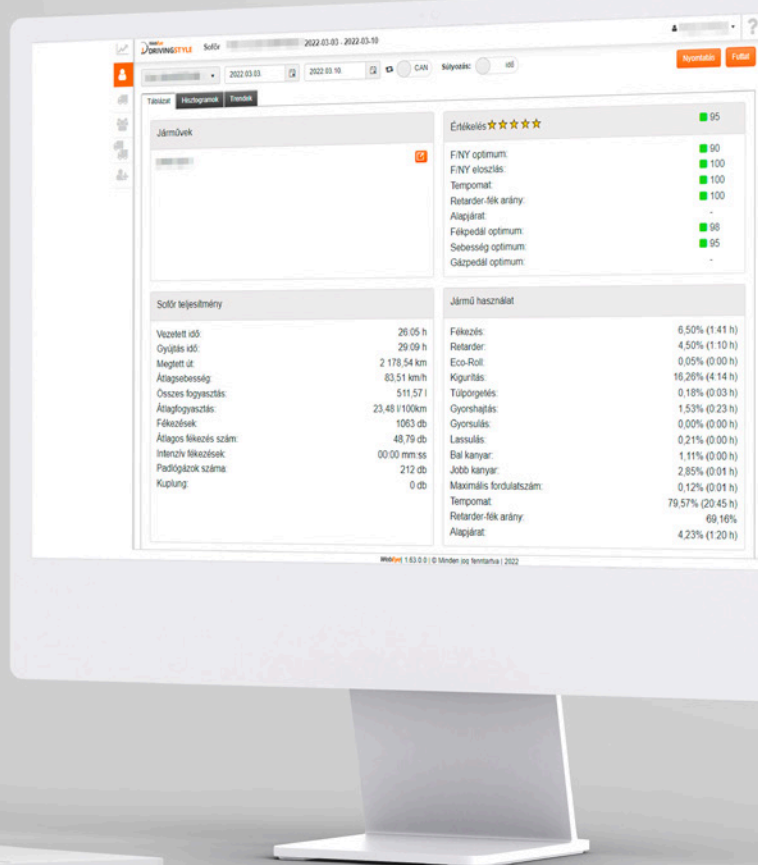 DRIVINGSTYLE Sofőr 2022-03-03 - 2022-03-10
?
2022.03.03. 2022.03.10. CAN Súlyozás: idő Nyomtatás Futtat
Táblázat Hisztogramok Trendek
Járművek
Értékelés 95
F/NY optimum: 90
F/NY eloszlás: 100
Tempomat: 100
Retarder-fék arány: 100
Alapjárat: -
Fékpedál optimum: 98
Sebesség optimum: 95
Gázpedál optimum: -
Sofőr teljesítmény
Vezetett idő: 26:05 h
Gyújtás idő: 29:09 h
Megtett út: 2 178,54 km
Átlagsebesség: 83,51 km/h
Összes fogyasztás: 511,57 l
Átlagfogyasztás: 23,48 l/100km
Fékezések: 1063 db
Átlagos fékezés szám: 48,79 db
Intenzív fékezések: 00:00 mm:ss
Padlógázok száma: 212 db
Kuplung: 0 db
Jármű használat
Fékezés: 6,50% (1:41 h)
Retarder: 4,50% (1:10 h)
Eco-Roll: 0,05% (0:00 h)
Kigurítás: 16,26% (4:14 h)
Túlpörgetés: 0,18% (0:03 h)
Gyorshajtás: 1,53% (0:23 h)
Gyorsulás: 0,00% (0:00 h)
Lassulás: 0,21% (0:00 h)
Bal kanyar: 1,11% (0:00 h)
Jobb kanyar: 2,85% (0:01 h)
Maximális fordulatszám: 0,12% (0:01 h)
Tempomat: 79,57% (20:45 h)
Retarder-fék arány: 69,16%
Alapjárat: 4,23% (1:20 h)
1.63.0.0 | © Minden jog fenntartva | 2022